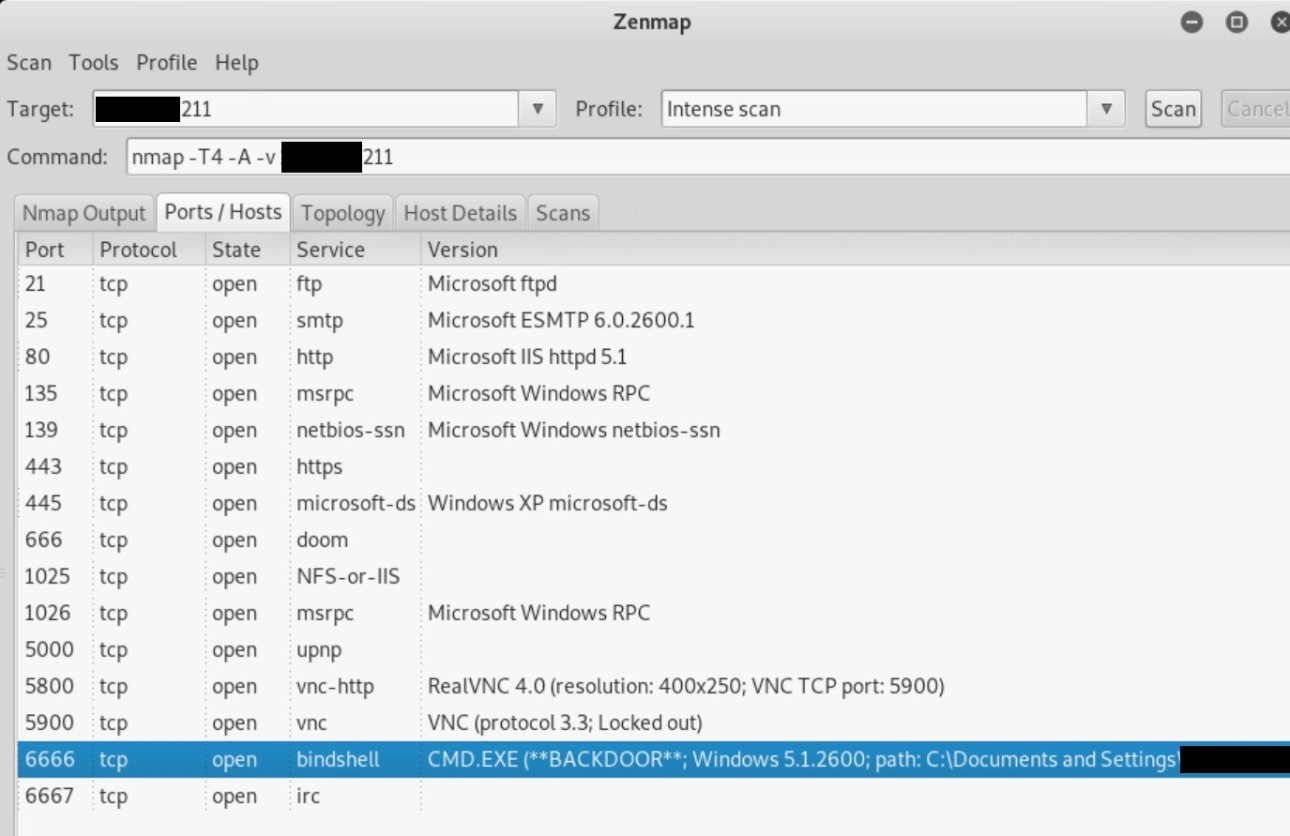 Zenmap
Scan Tools Profile Help
Target: 211 Profile: Intense scan Scan Cancel
Command: nmap -T4 -A -v 211
Nmap Output Ports / Hosts Topology Host Details Scans
Port Protocol State Service Version
21 tcp open ftp Microsoft ftpd
25 tcp open smtp Microsoft ESMTP 6.0.2600.1
80 tcp open http Microsoft IIS httpd 5.1
135 tcp open msrpc Microsoft Windows RPC
139 tcp open netbios-ssn Microsoft Windows netbios-ssn
443 tcp open https
445 tcp open microsoft-ds Windows XP microsoft-ds
666 tcp open doom
1025 tcp open NFS-or-IIS
1026 tcp open msrpc Microsoft Windows RPC
5000 tcp open upnp
5800 tcp open vnc-http RealVNC 4.0 (resolution: 400x250; VNC TCP port: 5900)
5900 tcp open vnc VNC (protocol 3.3; Locked out)
6666 tcp open bindshell CMD.EXE (**BACKDOOR**; Windows 5.1.2600; path: C:\Documents and Settings\
6667 tcp open irc